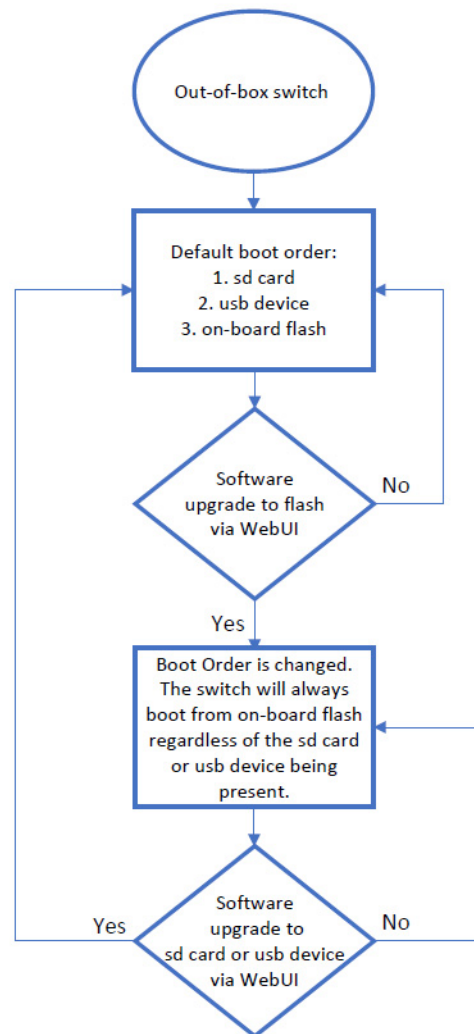 Out-of-box switch
Default boot order:
1. sd card
2. usb device
3. on-board flash
Software
upgrade to flash
via WebUI
No
Yes
Boot Order is changed.
The switch will always
boot from on-board flash
regardless of the sd card
or usb device being
present.
Yes
Software
upgrade to
sd card or usb device
via WebUI
No